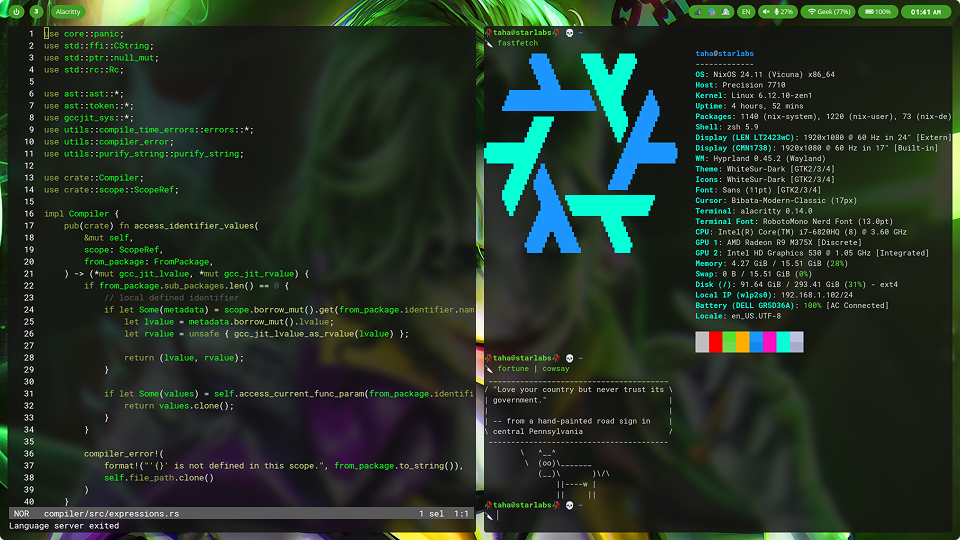 3 Alacritty
EN 27% Geek (77%) 100% 01:41 AM
1 use core::panic;
2 use std::ffi::CString;
3 use std::ptr::null_mut;
4 use std::rc::Rc;
5
6 use ast::ast::*;
7 use ast::token::*;
8 use gccjit_sys::*;
9 use utils::compile_time_errors::errors::*;
10 use utils::compiler_error;
11 use utils::purify_string::purify_string;
12
13 use crate::Compiler;
14 use crate::scope::ScopeRef;
15
16 impl Compiler {
17 pub(crate) fn access_identifier_values(
18 &mut self,
19 scope: ScopeRef,
20 from_package: FromPackage,
21 ) -> (*mut gcc_jit_lvalue, *mut gcc_jit_rvalue) {
22 if from_package.sub_packages.len() == 0 {
23 // local defined identifier
24 if let Some(metadata) = scope.borrow_mut().get(from_package.identifier.nam
25 let lvalue = metadata.borrow_mut().lvalue;
26 let rvalue = unsafe { gcc_jit_lvalue_as_rvalue(lvalue) };
27
28 return (lvalue, rvalue);
29 }
30
31 if let Some(values) = self.access_current_func_param(from_package.identifi
32 return values.clone();
33 }
34 }
35
36 compiler_error!(
37 format!("'{}' is not defined in this scope.", from_package.to_string()),
38 self.file_path.clone()
39 )
40 }
NOR compiler/src/expressions.rs 1 sel 1:1
Language server exited
taha@starlabs ~
fastfetch
taha@starlabs
-------------
OS: NixOS 24.11 (Vicuna) x86_64
Host: Precision 7710
Kernel: Linux 6.12.10-zen1
Uptime: 4 hours, 52 mins
Packages: 1140 (nix-system), 1220 (nix-user), 73 (nix-de
Shell: zsh 5.9
Display (LEN LT2423wC): 1920x1080 @ 60 Hz in 24" [Extern
Display (CMN1738): 1920x1080 @ 60 Hz in 17" [Built-in]
WM: Hyprland 0.45.2 (Wayland)
Theme: WhiteSur-Dark [GTK2/3/4]
Icons: WhiteSur-Dark [GTK2/3/4]
Font: Sans (11pt) [GTK2/3/4]
Cursor: Bibata-Modern-Classic (17px)
Terminal: alacritty 0.14.0
Terminal Font: RobotoMono Nerd Font (13.0pt)
CPU: Intel(R) Core(TM) i7-6820HQ (8) @ 3.60 GHz
GPU 1: AMD Radeon R9 M375X [Discrete]
GPU 2: Intel HD Graphics 530 @ 1.05 GHz [Integrated]
Memory: 4.27 GiB / 15.51 GiB (28%)
Swap: 0 B / 15.51 GiB (0%)
Disk (/): 91.64 GiB / 293.41 GiB (31%) - ext4
Local IP (wlp2s0): 192.168.1.102/24
Battery (DELL GR5D36A): 100% [AC Connected]
Locale: en_US.UTF-8
taha@starlabs ~
fortune | cowsay
________________________________________
/ "Love your country but never trust its \
| government." |
| |
| -- from a hand-painted road sign in |
\ central Pennsylvania /
----------------------------------------
\ ^__^
\ (oo)\_______
(__)\ )\/\
||----w |
|| ||
taha@starlabs ~